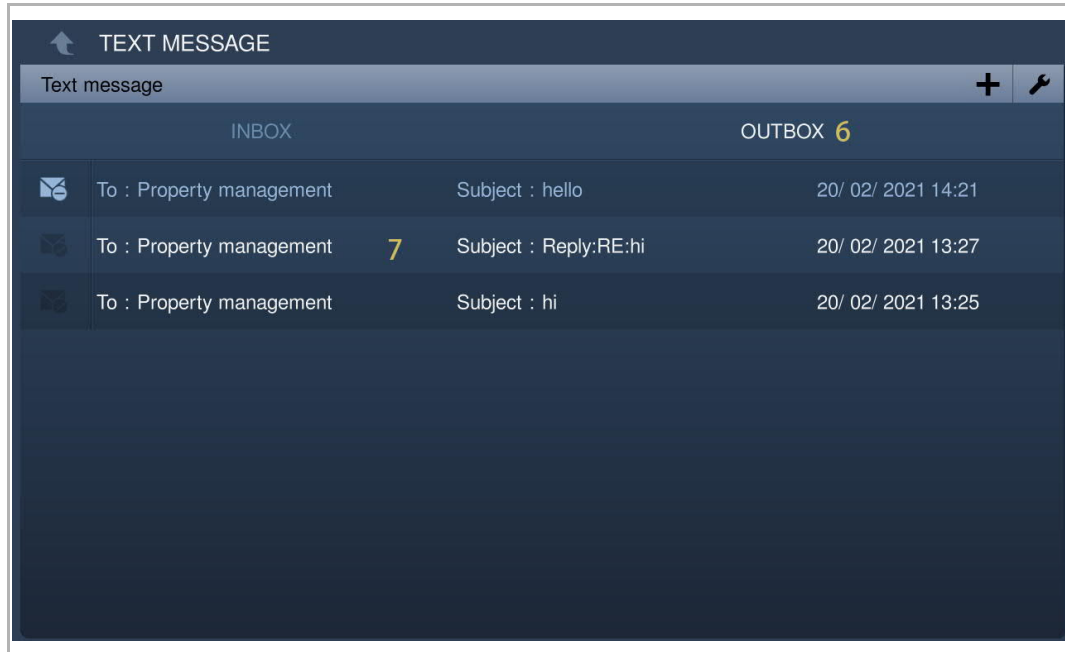 TEXT MESSAGE
Text message
INBOX OUTBOX 6
To : Property management Subject : hello 20/ 02/ 2021 14:21
To : Property management 7 Subject : Reply:RE:hi 20/ 02/ 2021 13:27
To : Property management Subject : hi 20/ 02/ 2021 13:25